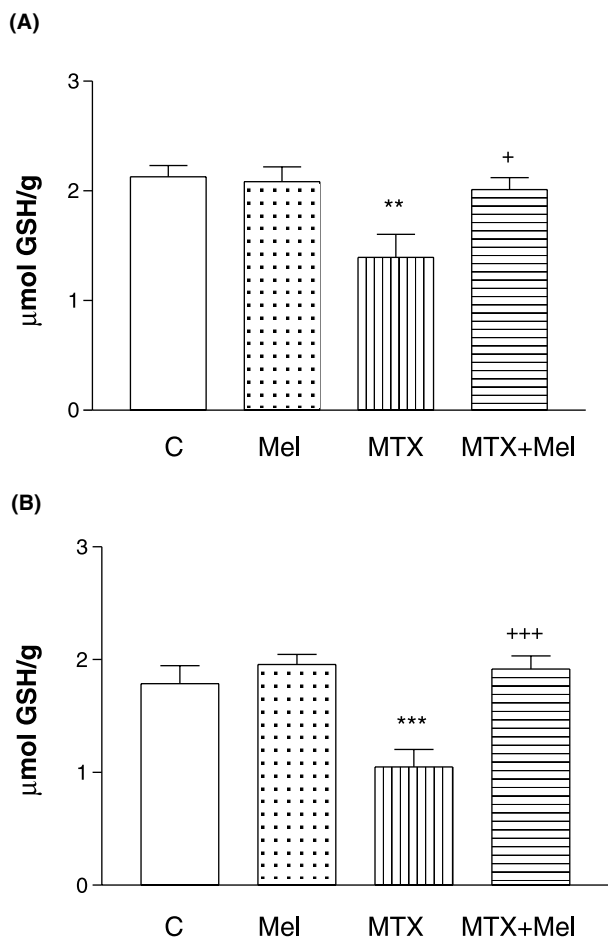 (A)
3
2
1
0
µmol GSH/g
**
+
C Mel MTX MTX+Mel
(B)
3
2
1
0
µmol GSH/g
***
+++
C Mel MTX MTX+Mel